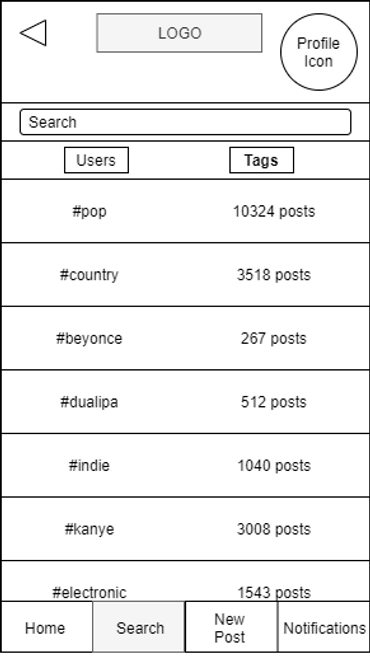 LOGO
Profile
Icon
Search
Users Tags
#pop 10324 posts
#country 3518 posts
#beyonce 267 posts
#dualipa 512 posts
#indie 1040 posts
#kanye 3008 posts
#electronic 1543 posts
Home Search New Post Notifications